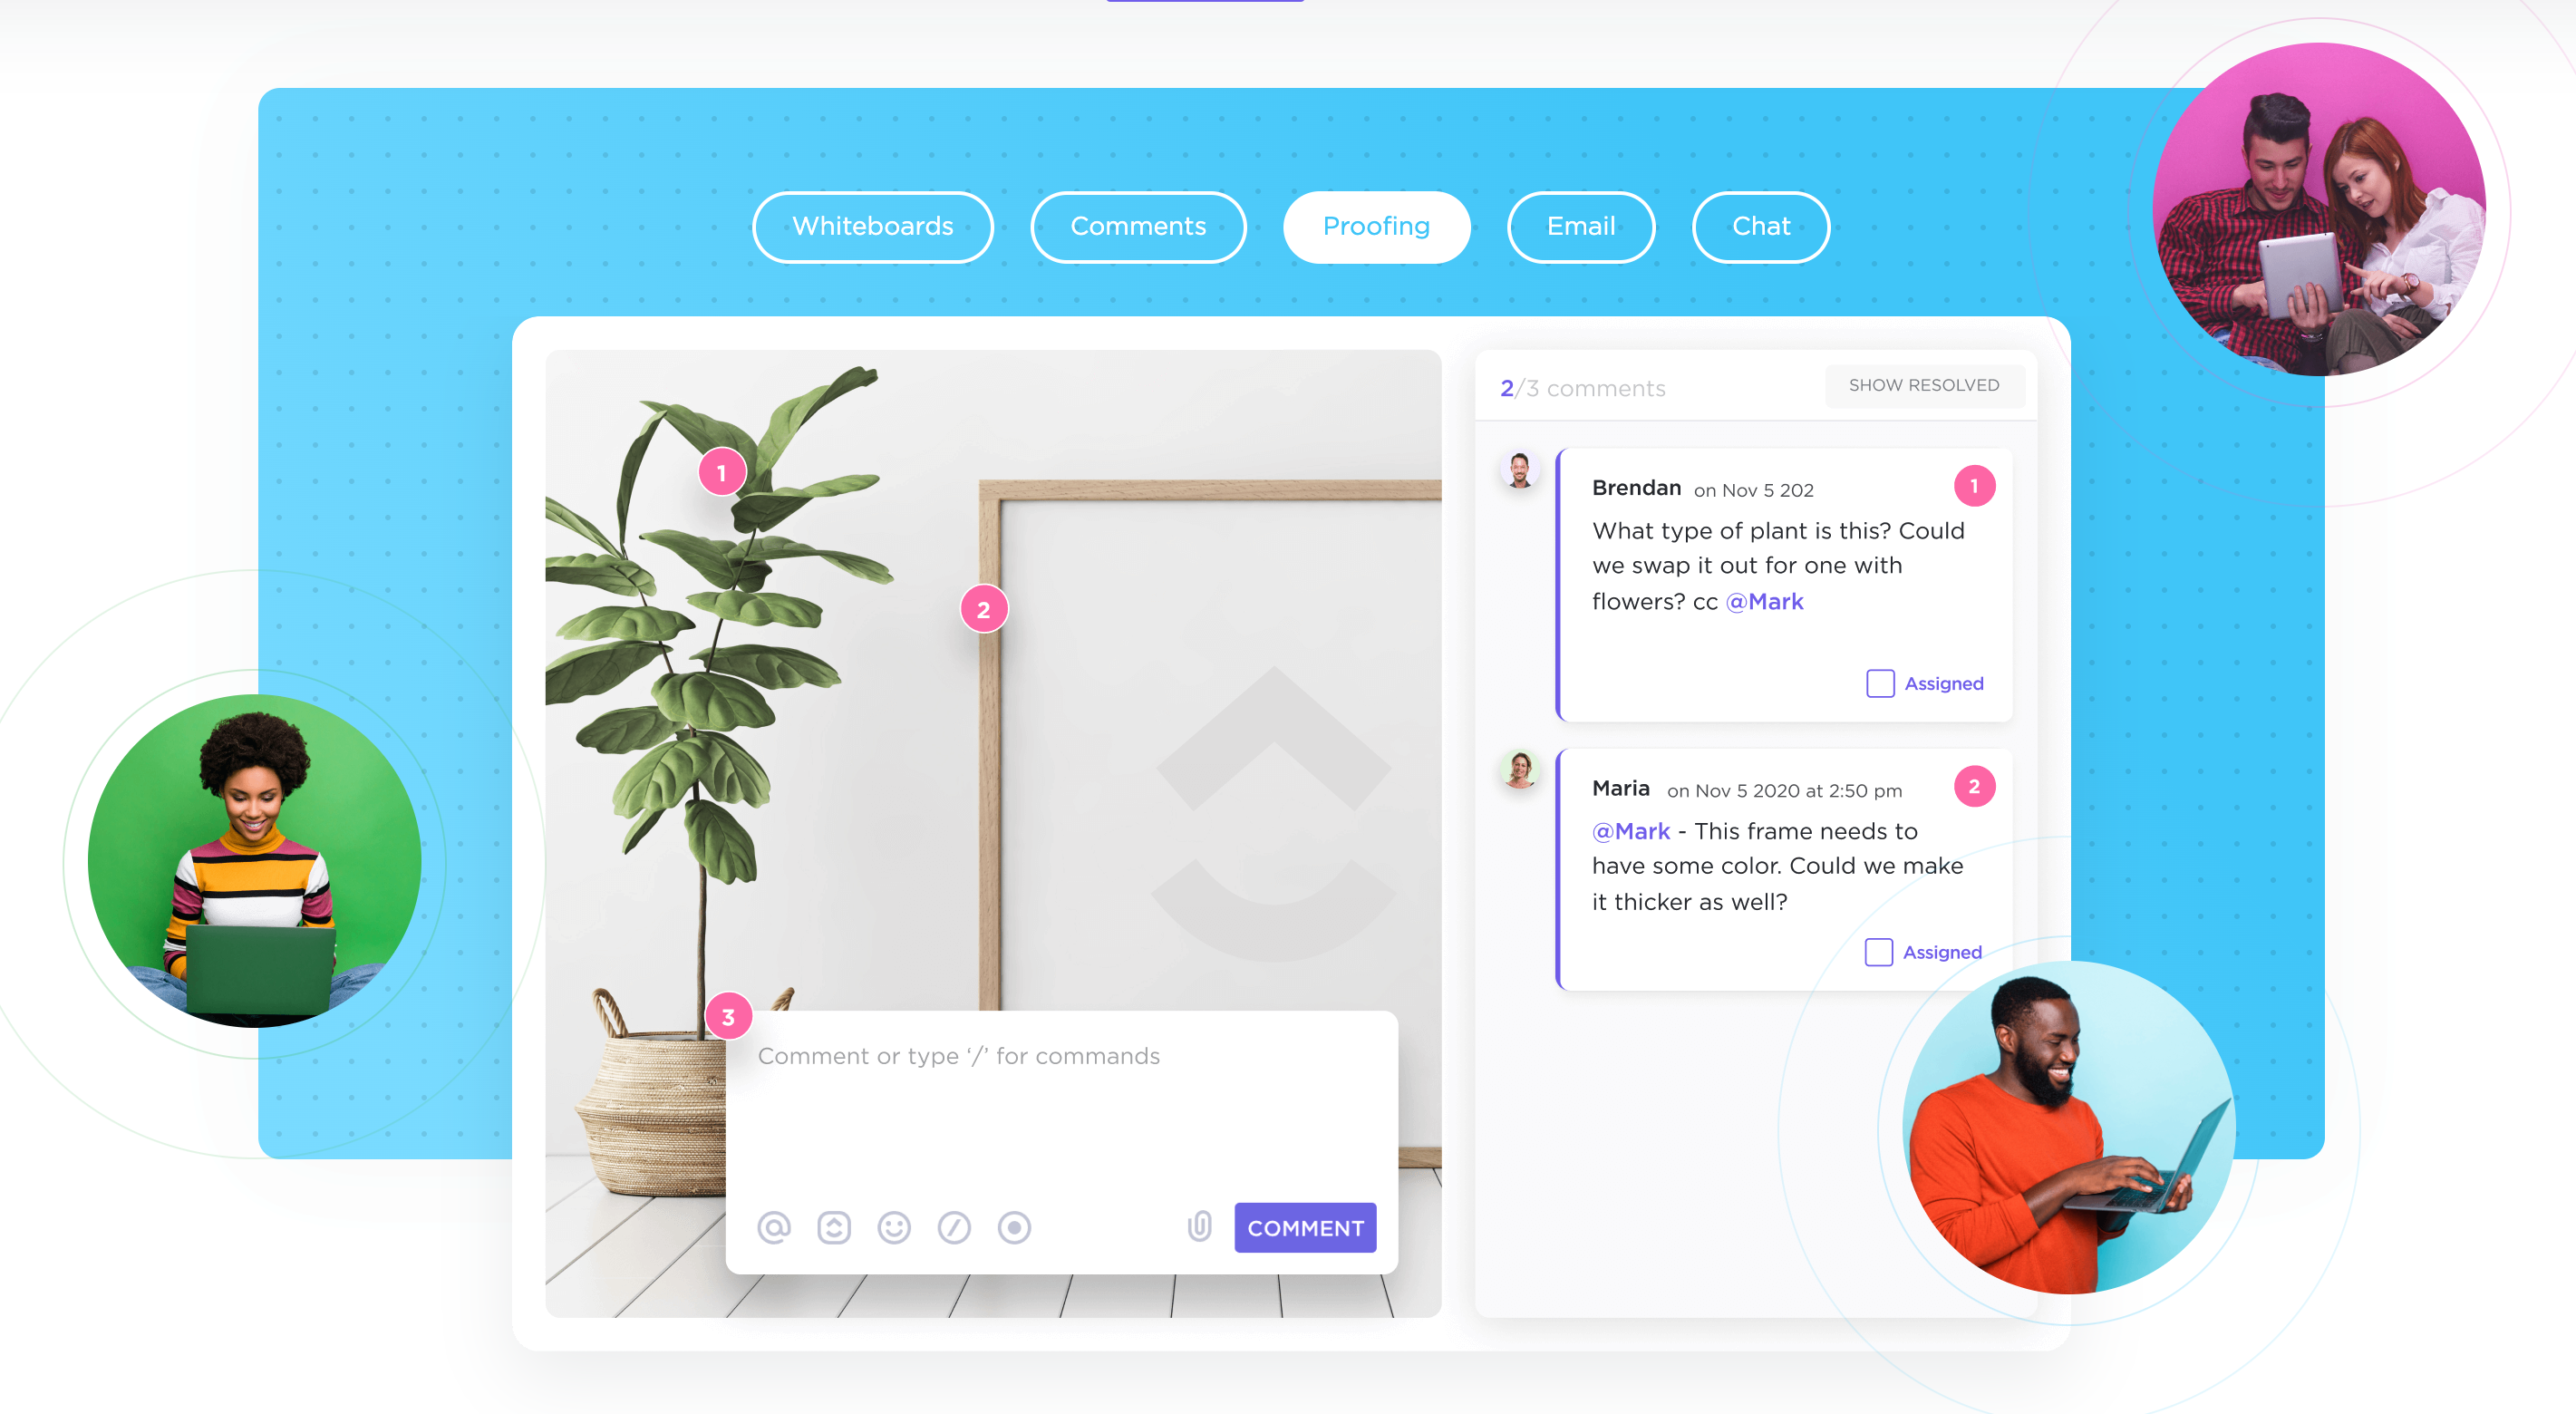 Whiteboards
Comments
Proofing
Email
Chat
2/3 comments
SHOW RESOLVED
1
2
3
Comment or type ‘/’ for commands
COMMENT
Brendan on Nov 5 202
1
What type of plant is this? Could
we swap it out for one with
flowers? cc @Mark
Assigned
Maria on Nov 5 2020 at 2:50 pm
2
@Mark - This frame needs to
have some color. Could we make
it thicker as well?
Assigned